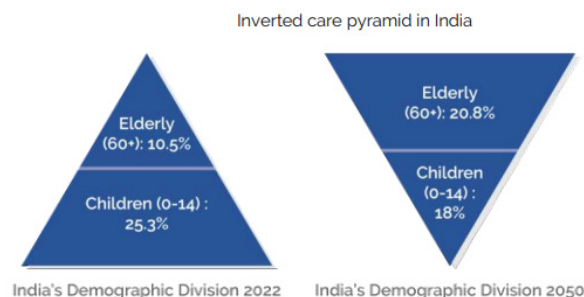 Inverted care pyramid in India
Elderly
(60+): 10.5%
Children (0-14) :
25.3%
India's Demographic Division 2022
Elderly
(60+): 20.8%
Children
(0-14) :
18%
India's Demographic Division 2050